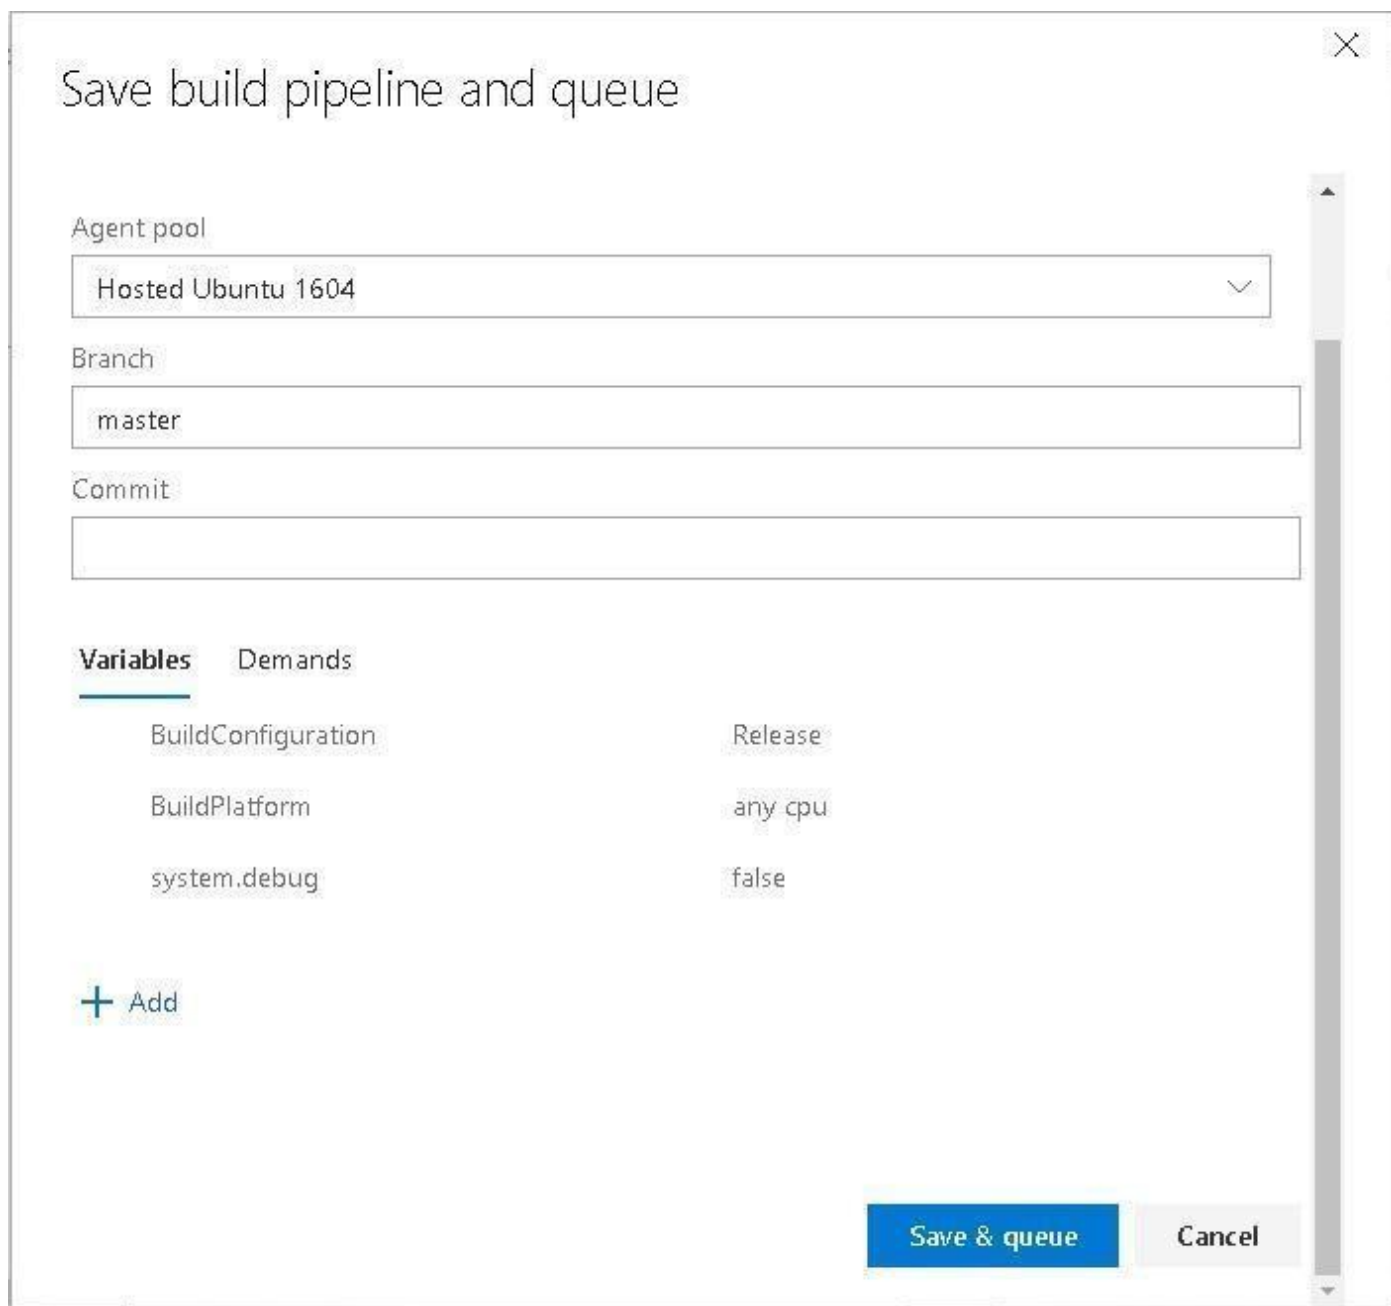 Save build pipeline and queue
Agent pool
Hosted Ubuntu 1604
Branch
master
Commit
Variables Demands
BuildConfiguration Release
BuildPlatform any cpu
system.debug false
+ Add
Save & queue Cancel